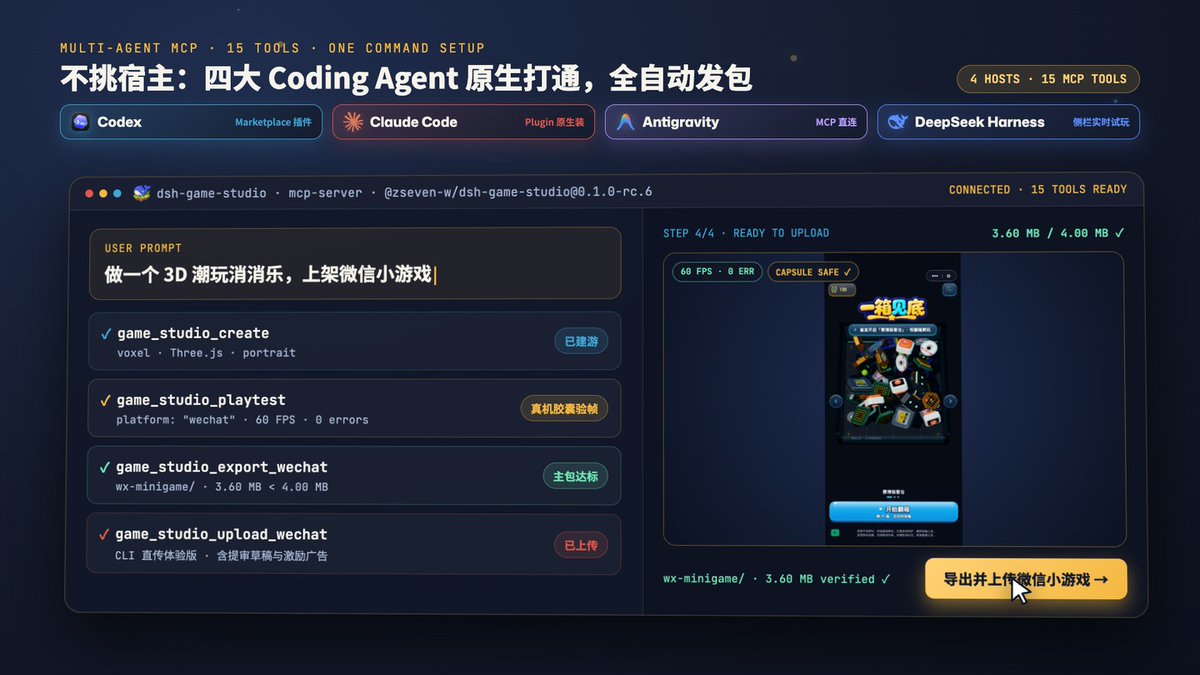 MULTI-AGENT MCP · 15 TOOLS · ONE COMMAND SETUP
不挑宿主：四大 Coding Agent 原生打通，全自动发包
4 HOSTS · 15 MCP TOOLS
Codex Marketplace 插件
Claude Code Plugin 原生装
Antigravity MCP 直连
DeepSeek Harness 侧栏实时试玩
dsh-game-studio · mcp-server · @zseven-w/dsh-game-studio@0.1.0-rc.6
CONNECTED · 15 TOOLS READY
USER PROMPT
做一个 3D 潮玩消消乐，上架微信小游戏
✓ game_studio_create
voxel · Three.js · portrait
已建游
✓ game_studio_playtest
platform: "wechat" · 60 FPS · 0 errors
真机胶囊验帧
✓ game_studio_export_wechat
wx-minigame/ · 3.60 MB < 4.00 MB
主包达标
✓ game_studio_upload_wechat
CLI 直传体验版 · 含提审草稿与激励广告
已上传
STEP 4/4 · READY TO UPLOAD
3.60 MB / 4.00 MB ✓
60 FPS · 0 ERR
CAPSULE SAFE ✓
一箱见底
开始翻箱
wx-minigame/ · 3.60 MB verified ✓
导出并上传微信小游戏 →